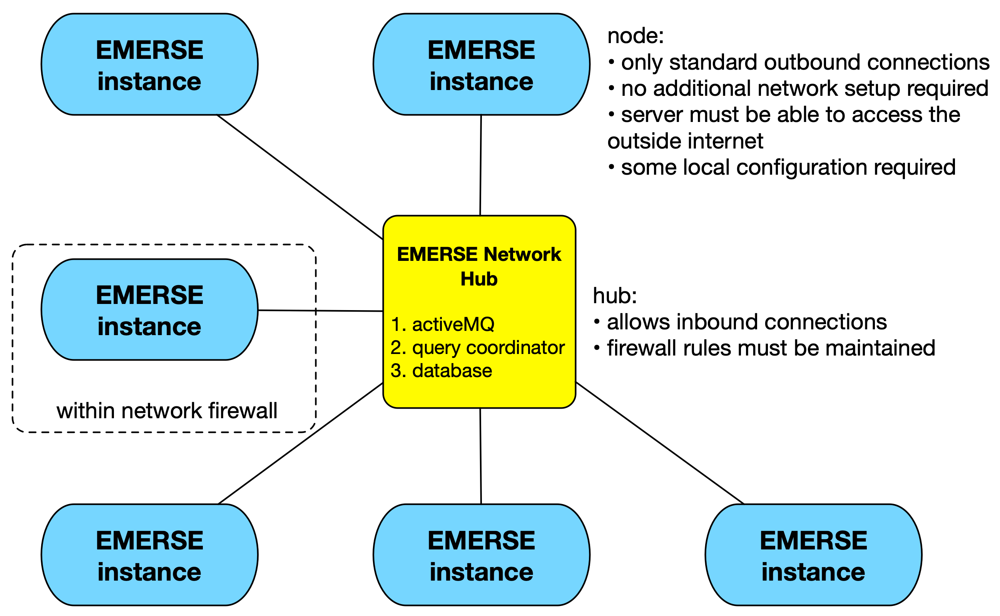 EMERSE
instance
EMERSE
instance
node:
• only standard outbound connections
• no additional network setup required
• server must be able to access the
outside internet
• some local configuration required
EMERSE
instance
within network firewall
EMERSE Network
Hub
1. activeMQ
2. query coordinator
3. database
hub:
• allows inbound connections
• firewall rules must be maintained
EMERSE
instance
EMERSE
instance
EMERSE
instance